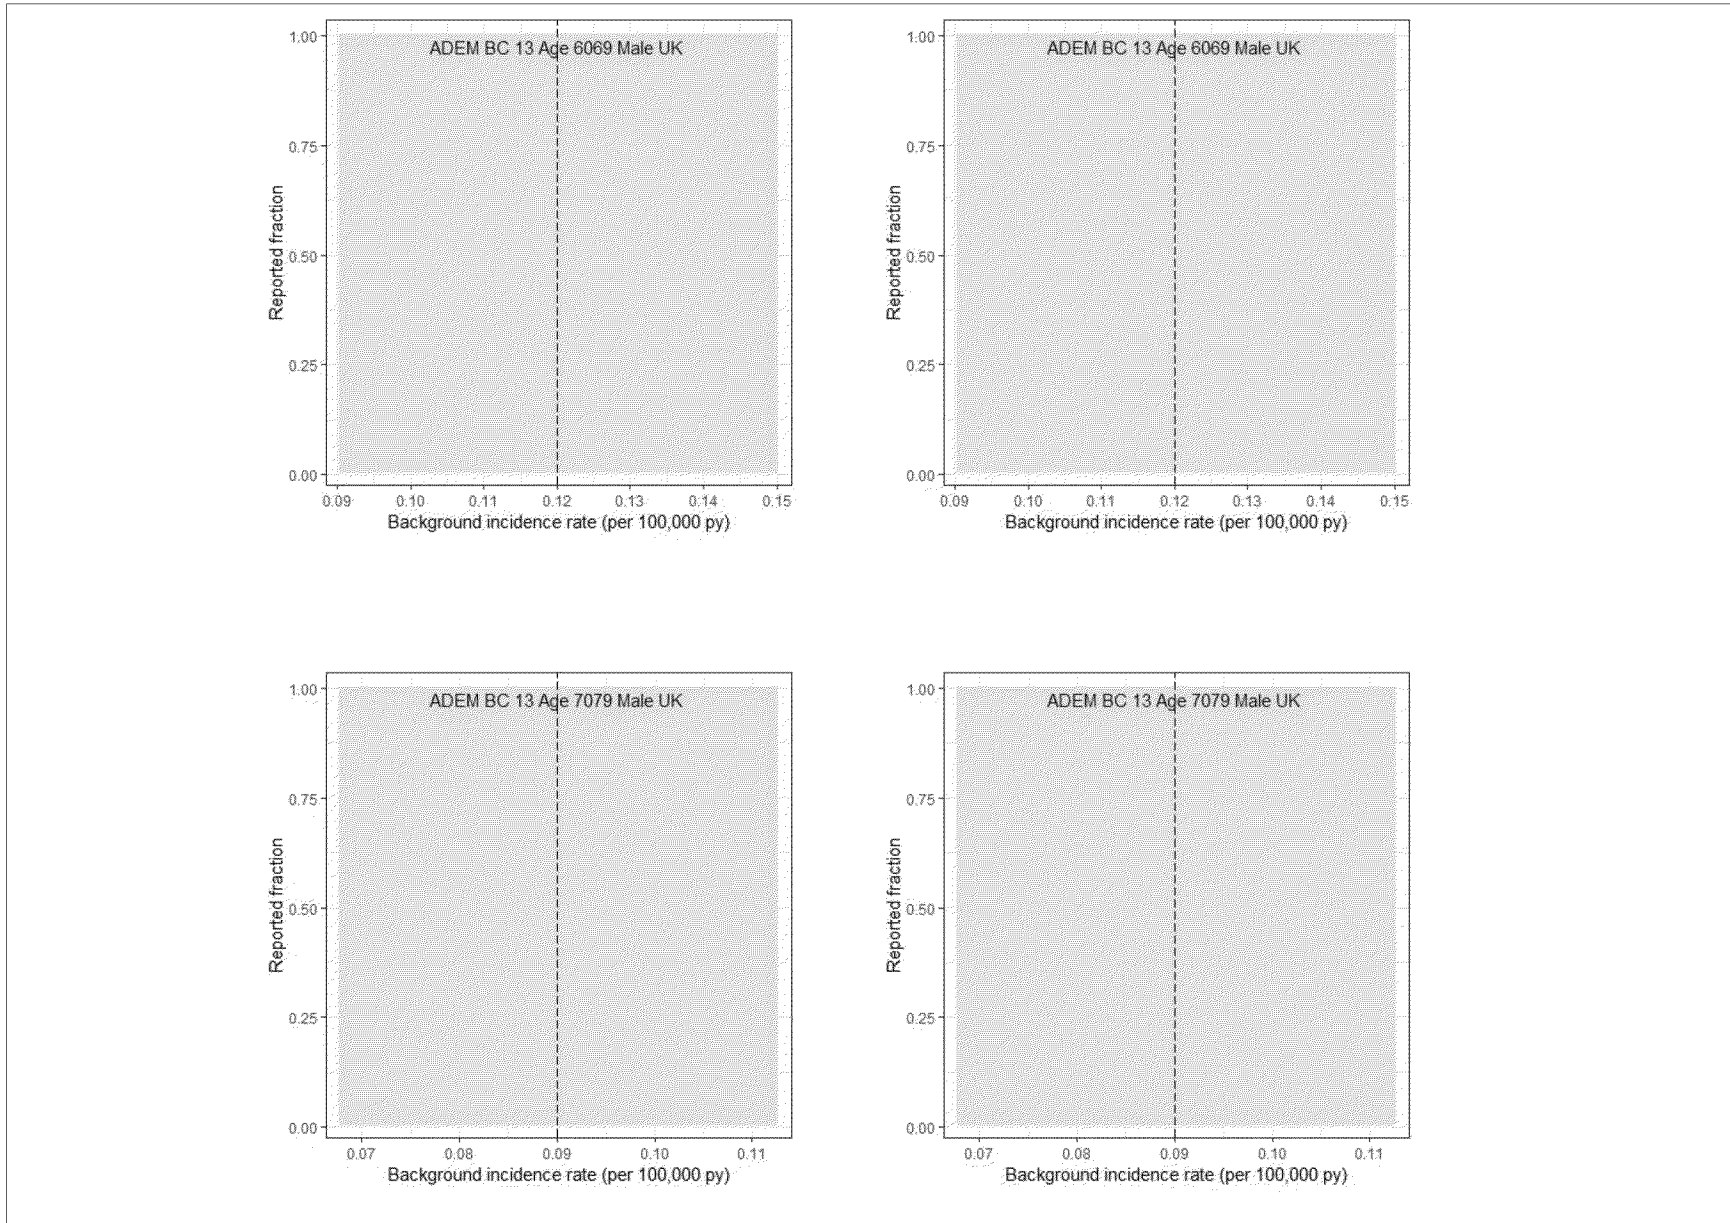 ADEM BC 13 Age 6069 Male UK
1.00
0.75
0.50
0.25
0.00
Reported fraction
0.09 0.10 0.11 0.12 0.13 0.14 0.15
Background incidence rate (per 100,000 py)
ADEM BC 13 Age 6069 Male UK
1.00
0.75
0.50
0.25
0.00
Reported fraction
0.09 0.10 0.11 0.12 0.13 0.14 0.15
Background incidence rate (per 100,000 py)
ADEM BC 13 Age 7079 Male UK
1.00
0.75
0.50
0.25
0.00
Reported fraction
0.07 0.08 0.09 0.10 0.11
Background incidence rate (per 100,000 py)
ADEM BC 13 Age 7079 Male UK
1.00
0.75
0.50
0.25
0.00
Reported fraction
0.07 0.08 0.09 0.10 0.11
Background incidence rate (per 100,000 py)